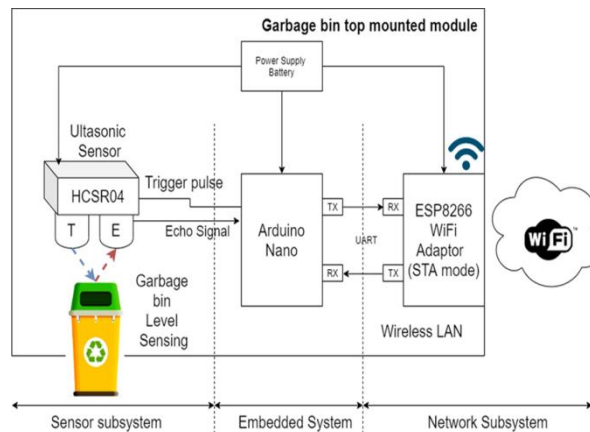 Garbage bin top mounted module
Power Supply
Battery
Ultasonic
Sensor
HCSR04
T
E
Trigger pulse
Echo Signal
Arduino
Nano
TX
RX
UART
RX
TX
ESP8266
WiFi
Adaptor
(STA mode)
WiFi
TM
Garbage
bin
Level
Sensing
Wireless LAN
Sensor subsystem
Embedded System
Network Subsystem